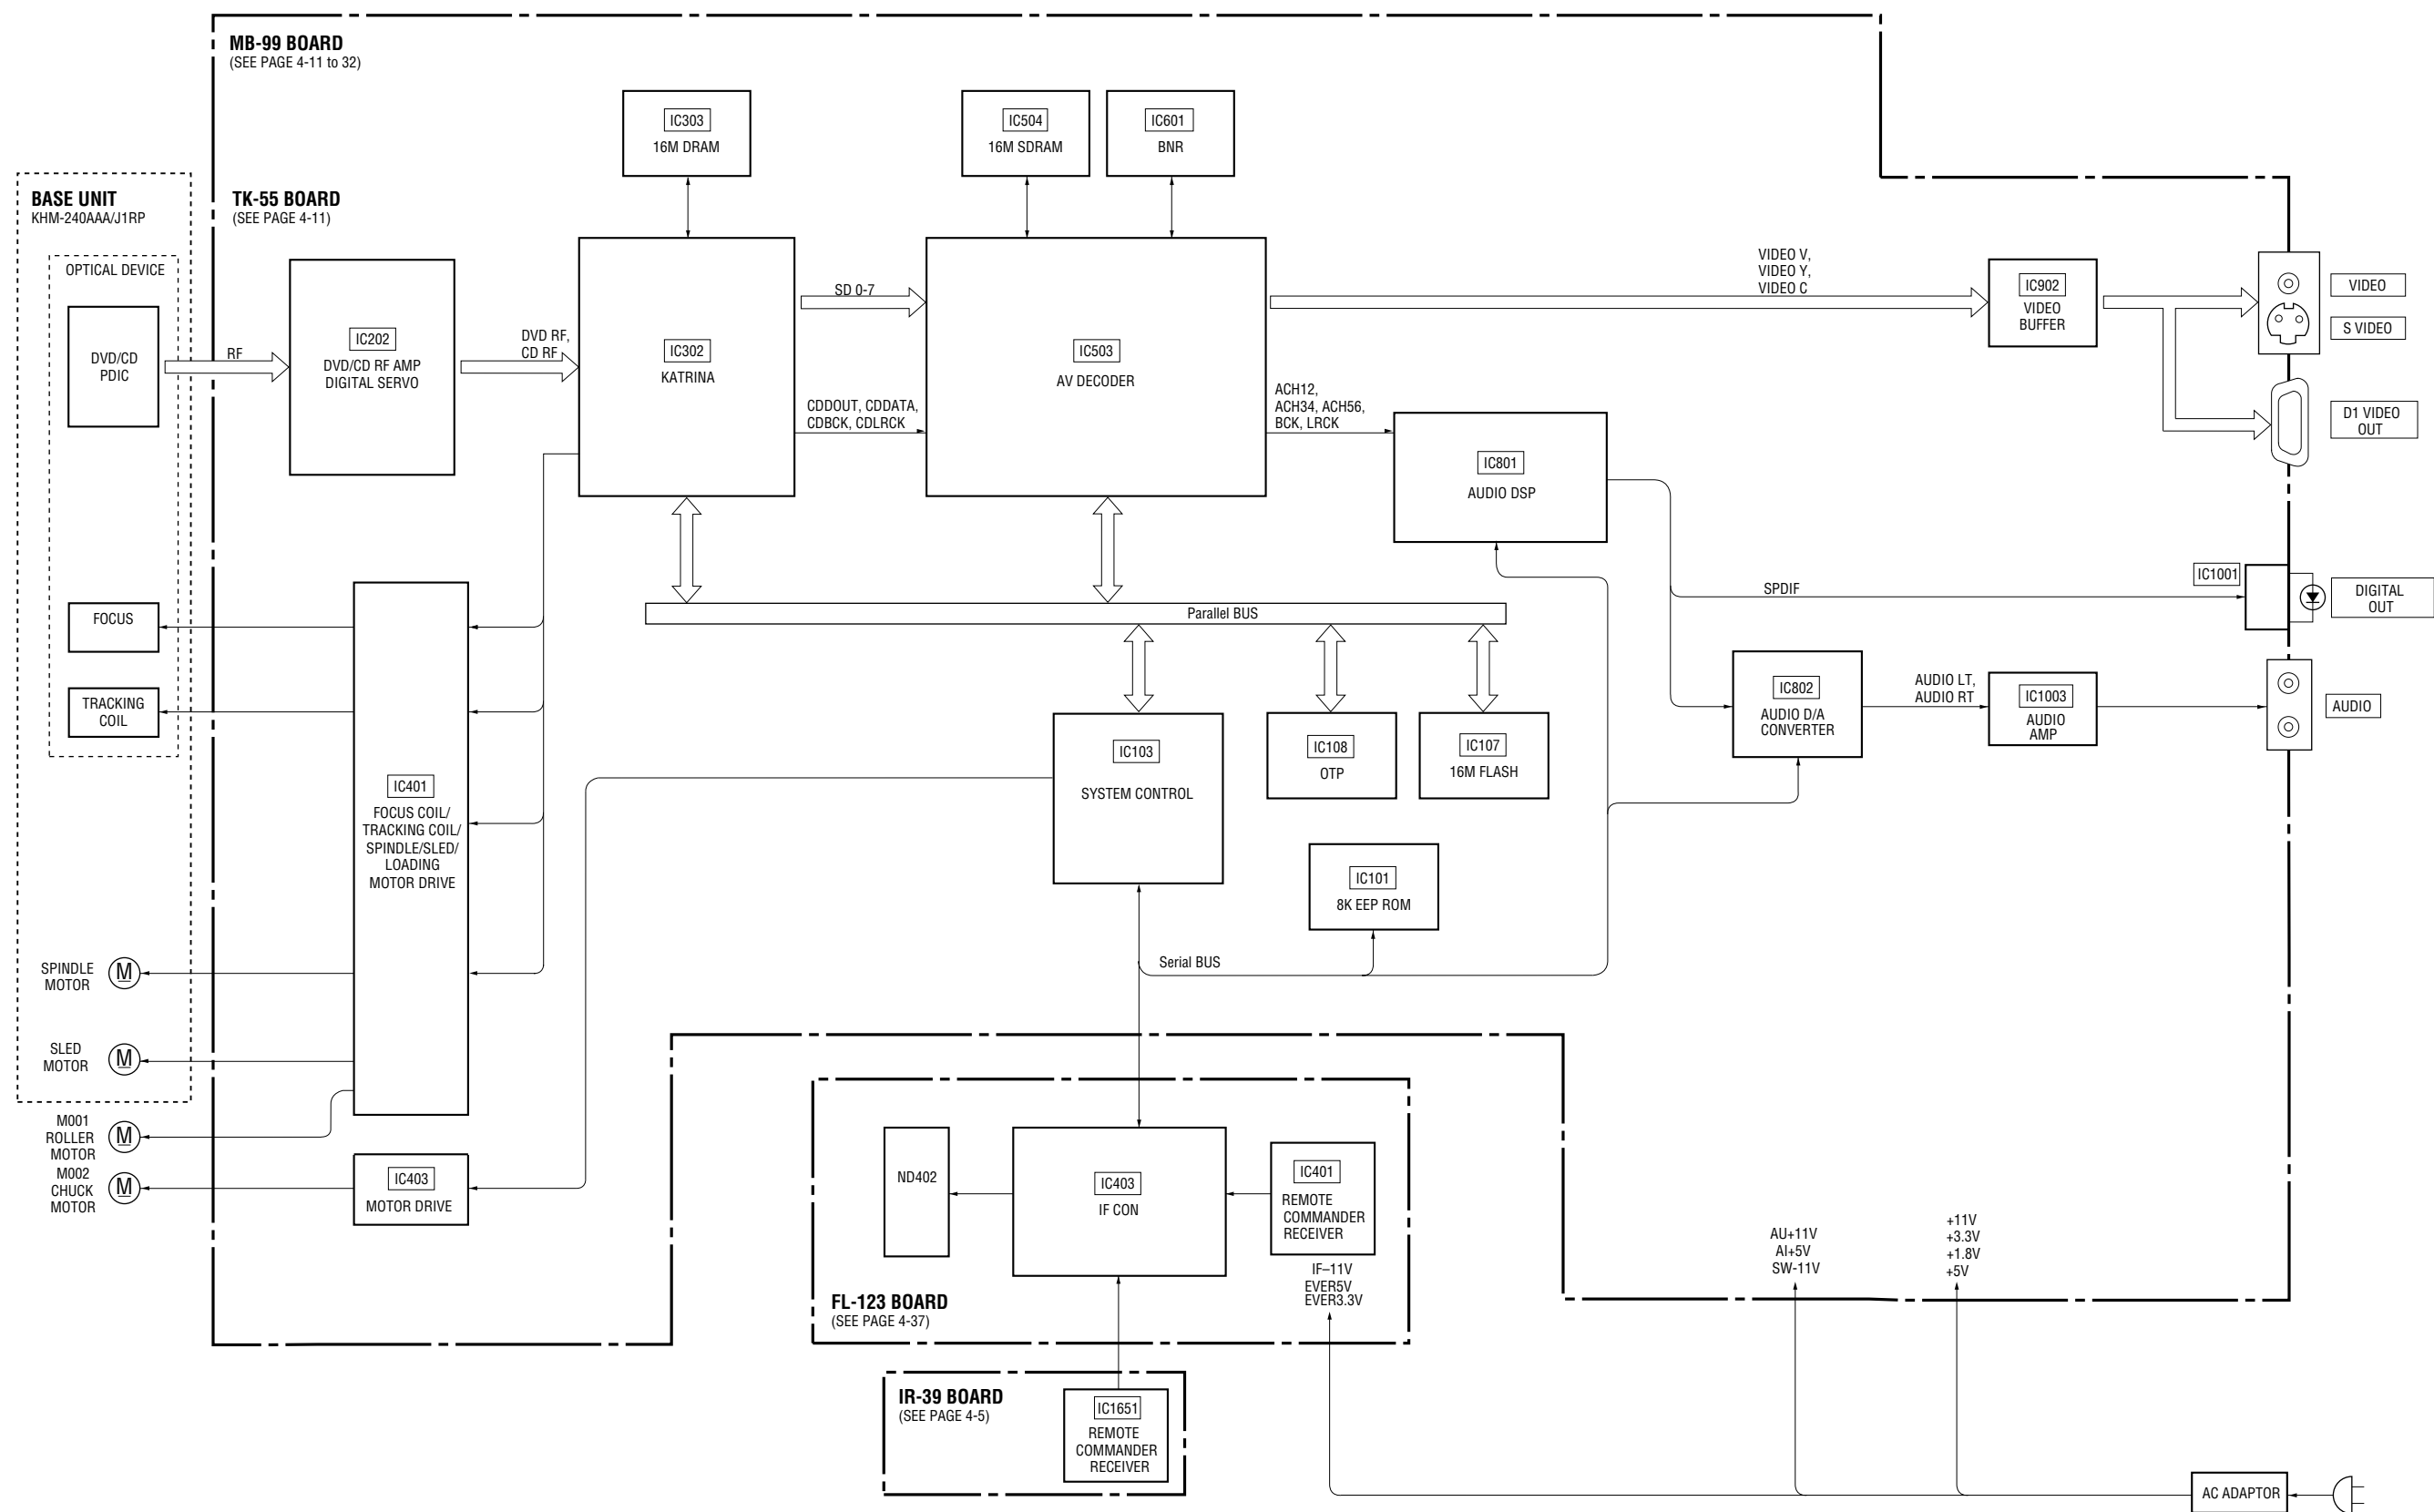 MB-99 BOARD
(SEE PAGE 4-11 to 32)
BASE UNIT
KHM-240AAA/J1RP
TK-55 BOARD
(SEE PAGE 4-11)
OPTICAL DEVICE
DVD/CD
PDIC
RF
IC202
DVD/CD RF AMP
DIGITAL SERVO
DVD RF,
CD RF
IC303
16M DRAM
IC302
KATRINA
SD 0-7
CDDOUT, CDDATA,
CDBCK, CDLRCK
IC504
16M SDRAM
IC601
BNR
IC503
AV DECODER
ACH12,
ACH34, ACH56,
BCK, LRCK
VIDEO V,
VIDEO Y,
VIDEO C
IC902
VIDEO
BUFFER
VIDEO
S VIDEO
D1 VIDEO
OUT
IC801
AUDIO DSP
SPDIF
IC1001
DIGITAL
OUT
Parallel BUS
FOCUS
TRACKING
COIL
IC401
FOCUS COIL/
TRACKING COIL/
SPINDLE/SLED/
LOADING
MOTOR DRIVE
IC103
SYSTEM CONTROL
IC108
OTP
IC107
16M FLASH
IC802
AUDIO D/A
CONVERTER
AUDIO LT,
AUDIO RT
IC1003
AUDIO
AMP
AUDIO
IC101
8K EEP ROM
Serial BUS
SPINDLE
MOTOR
M
SLED
MOTOR
M
M001
ROLLER
MOTOR
M
M002
CHUCK
MOTOR
M
IC403
MOTOR DRIVE
ND402
IC403
IF CON
IC401
REMOTE
COMMANDER
RECEIVER
IF–11V
EVER5V
EVER3.3V
FL-123 BOARD
(SEE PAGE 4-37)
AU+11V
AI+5V
SW-11V
+11V
+3.3V
+1.8V
+5V
IR-39 BOARD
(SEE PAGE 4-5)
IC1651
REMOTE
COMMANDER
RECEIVER
AC ADAPTOR